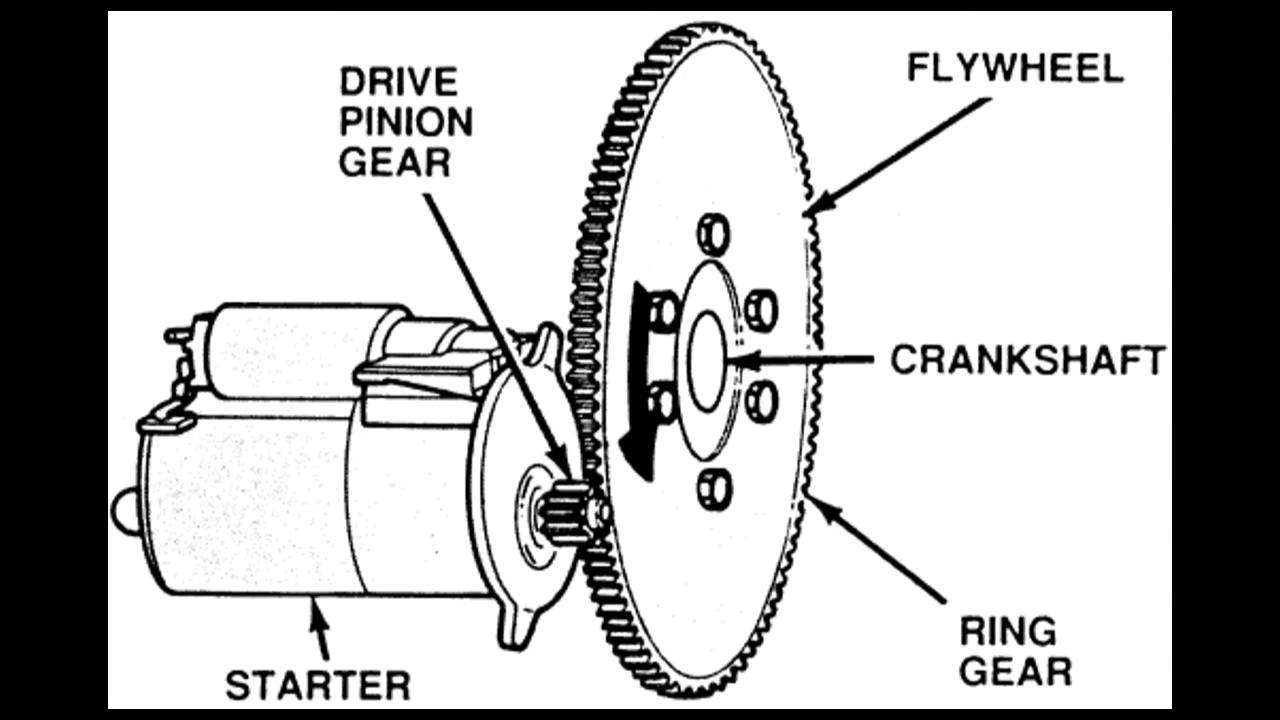 DRIVE
PINION
GEAR
FLYWHEEL
CRANKSHAFT
RING
GEAR
STARTER